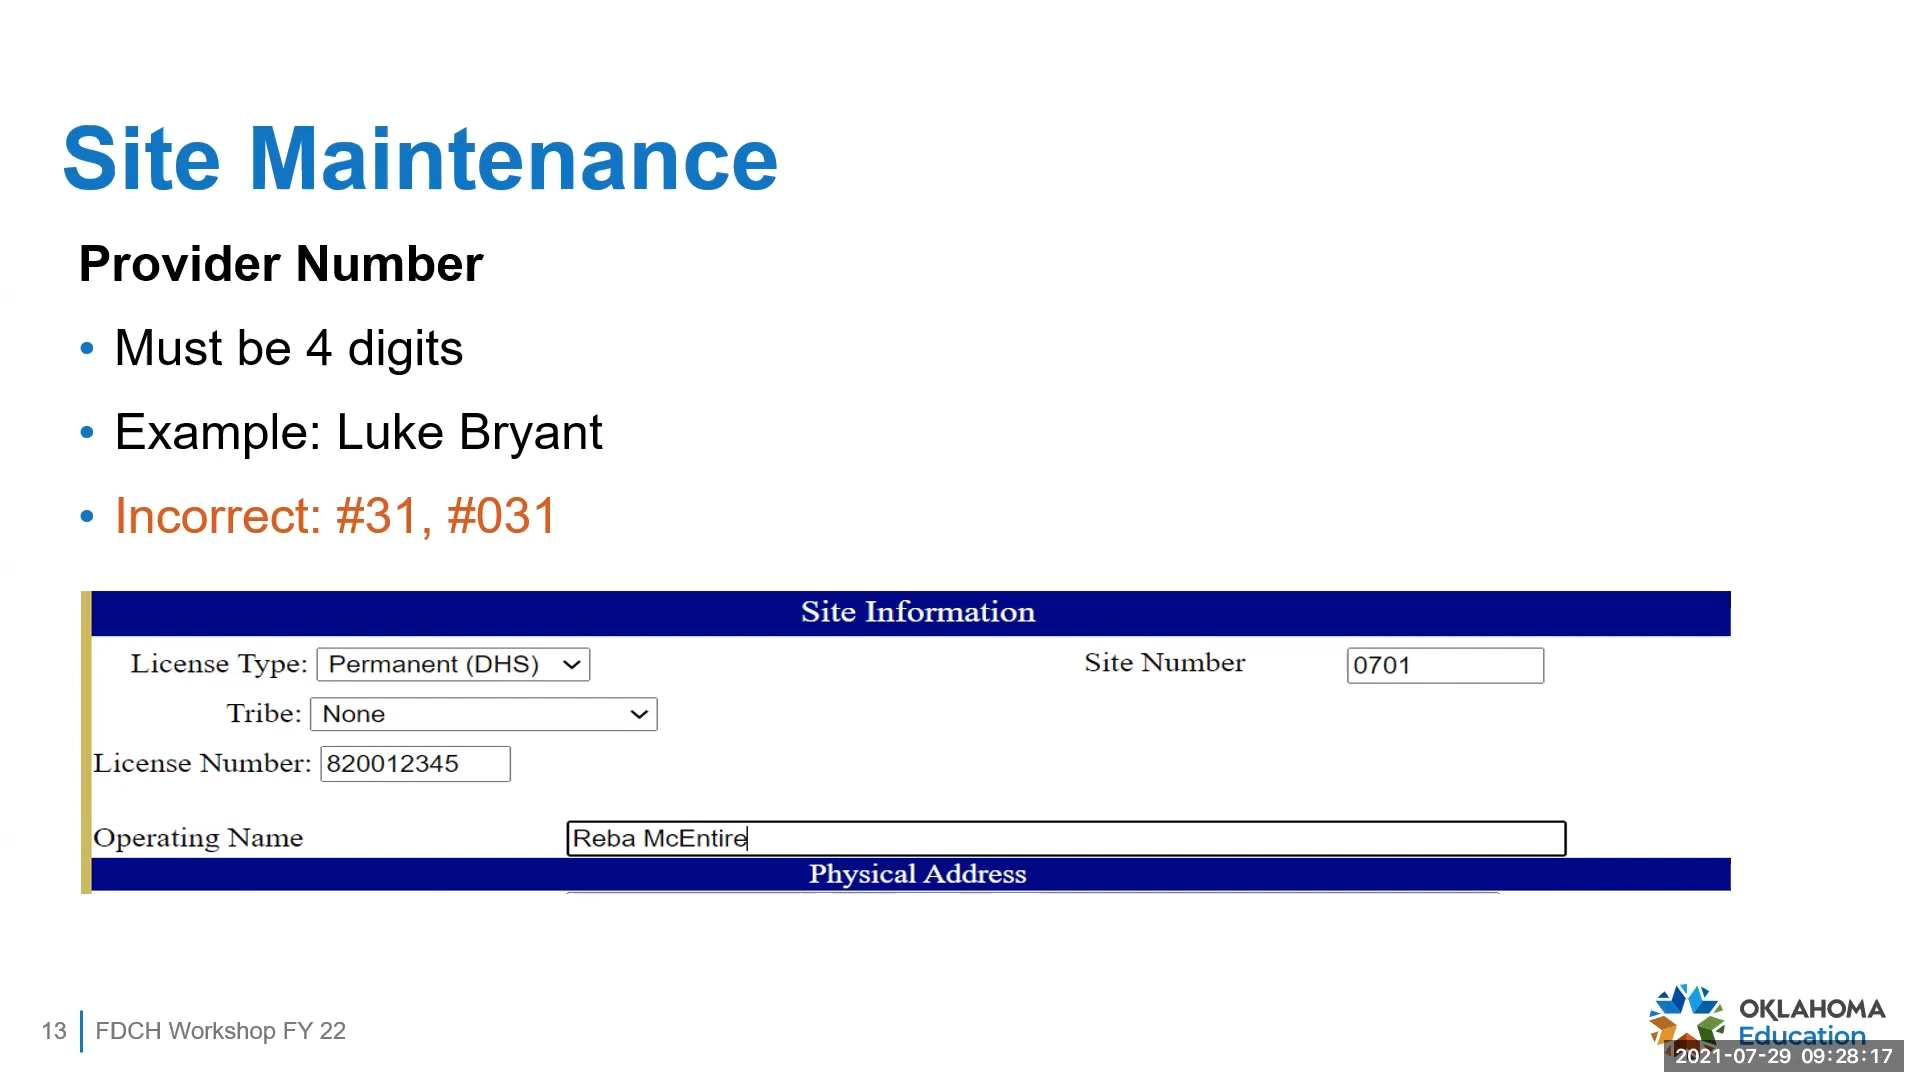 Site Maintenance
Provider Number
• Must be 4 digits
• Example: Luke Bryant
• Incorrect: #31, #031
Site Information
License Type: Permanent (DHS) Site Number 0701
Tribe: None
License Number: 820012345
Operating Name Reba McEntire
Physical Address
13 FDCH Workshop FY 22
OKLAHOMA
Education
2021-07-29 09:28:17